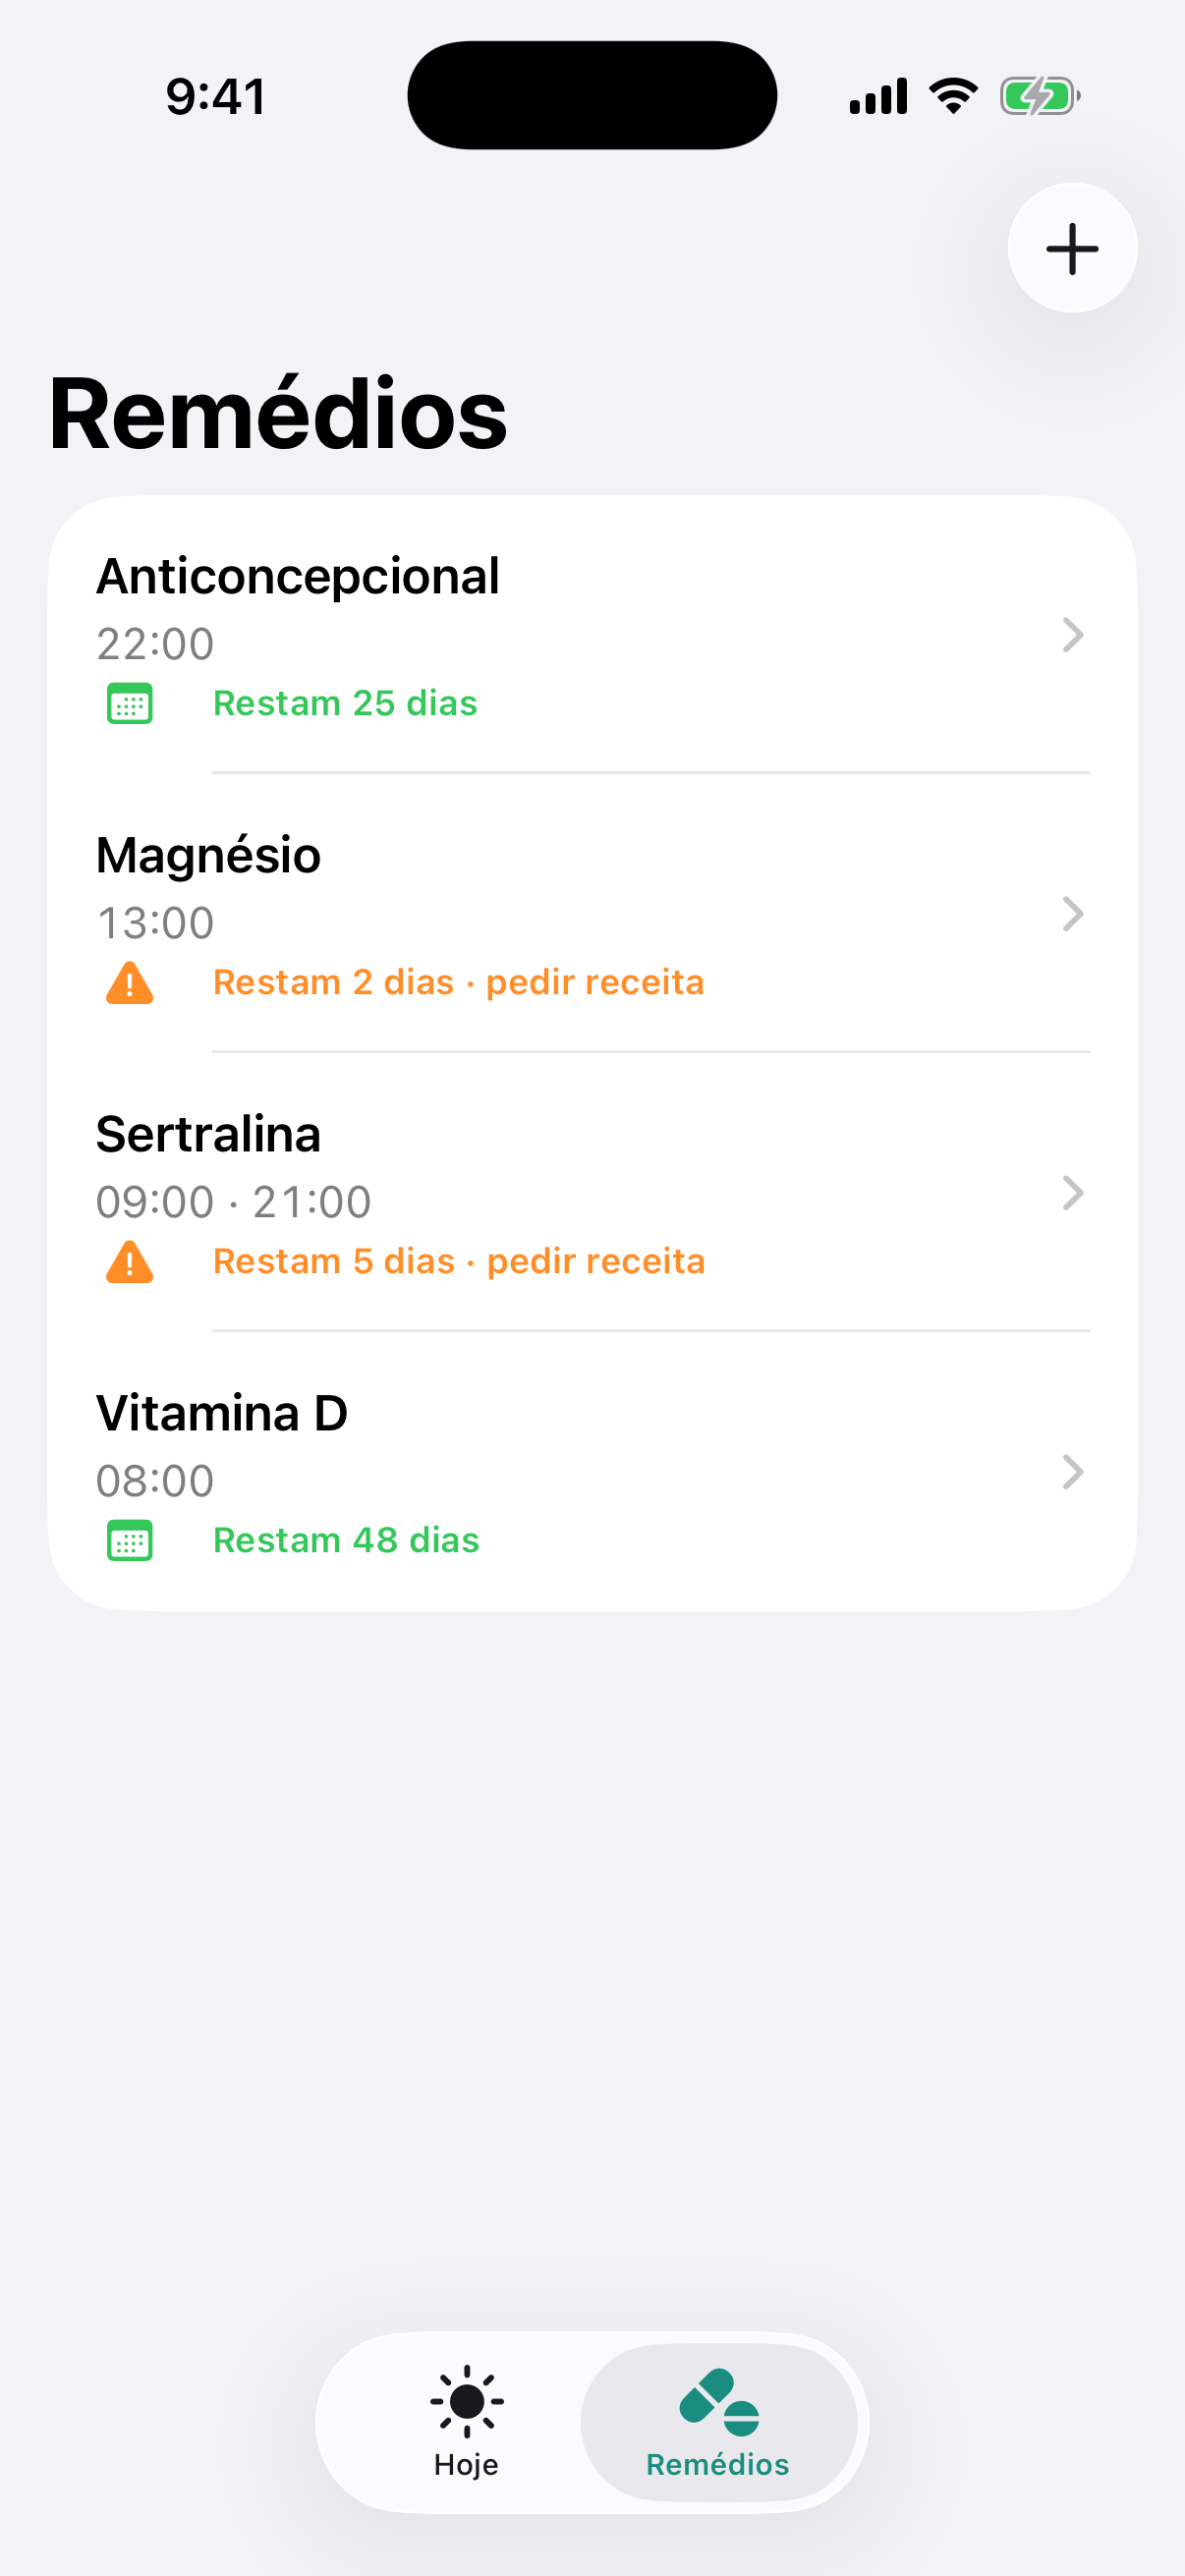 9:41
Remédios
Anticoncepcional
22:00
Restam 25 dias
Magnésio
13:00
Restam 2 dias · pedir receita
Sertralina
09:00 · 21:00
Restam 5 dias · pedir receita
Vitamina D
08:00
Restam 48 dias
Hoje
Remédios